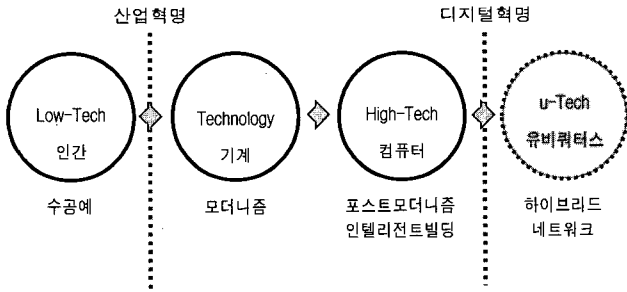 산업혁명
디지털혁명
Low-Tech
인간
Technology
기계
High-Tech
컴퓨터
u-Tech
유비쿼터스
수공예
모더니즘
포스트모더니즘
인텔리전트빌딩
하이브리드
네트워크